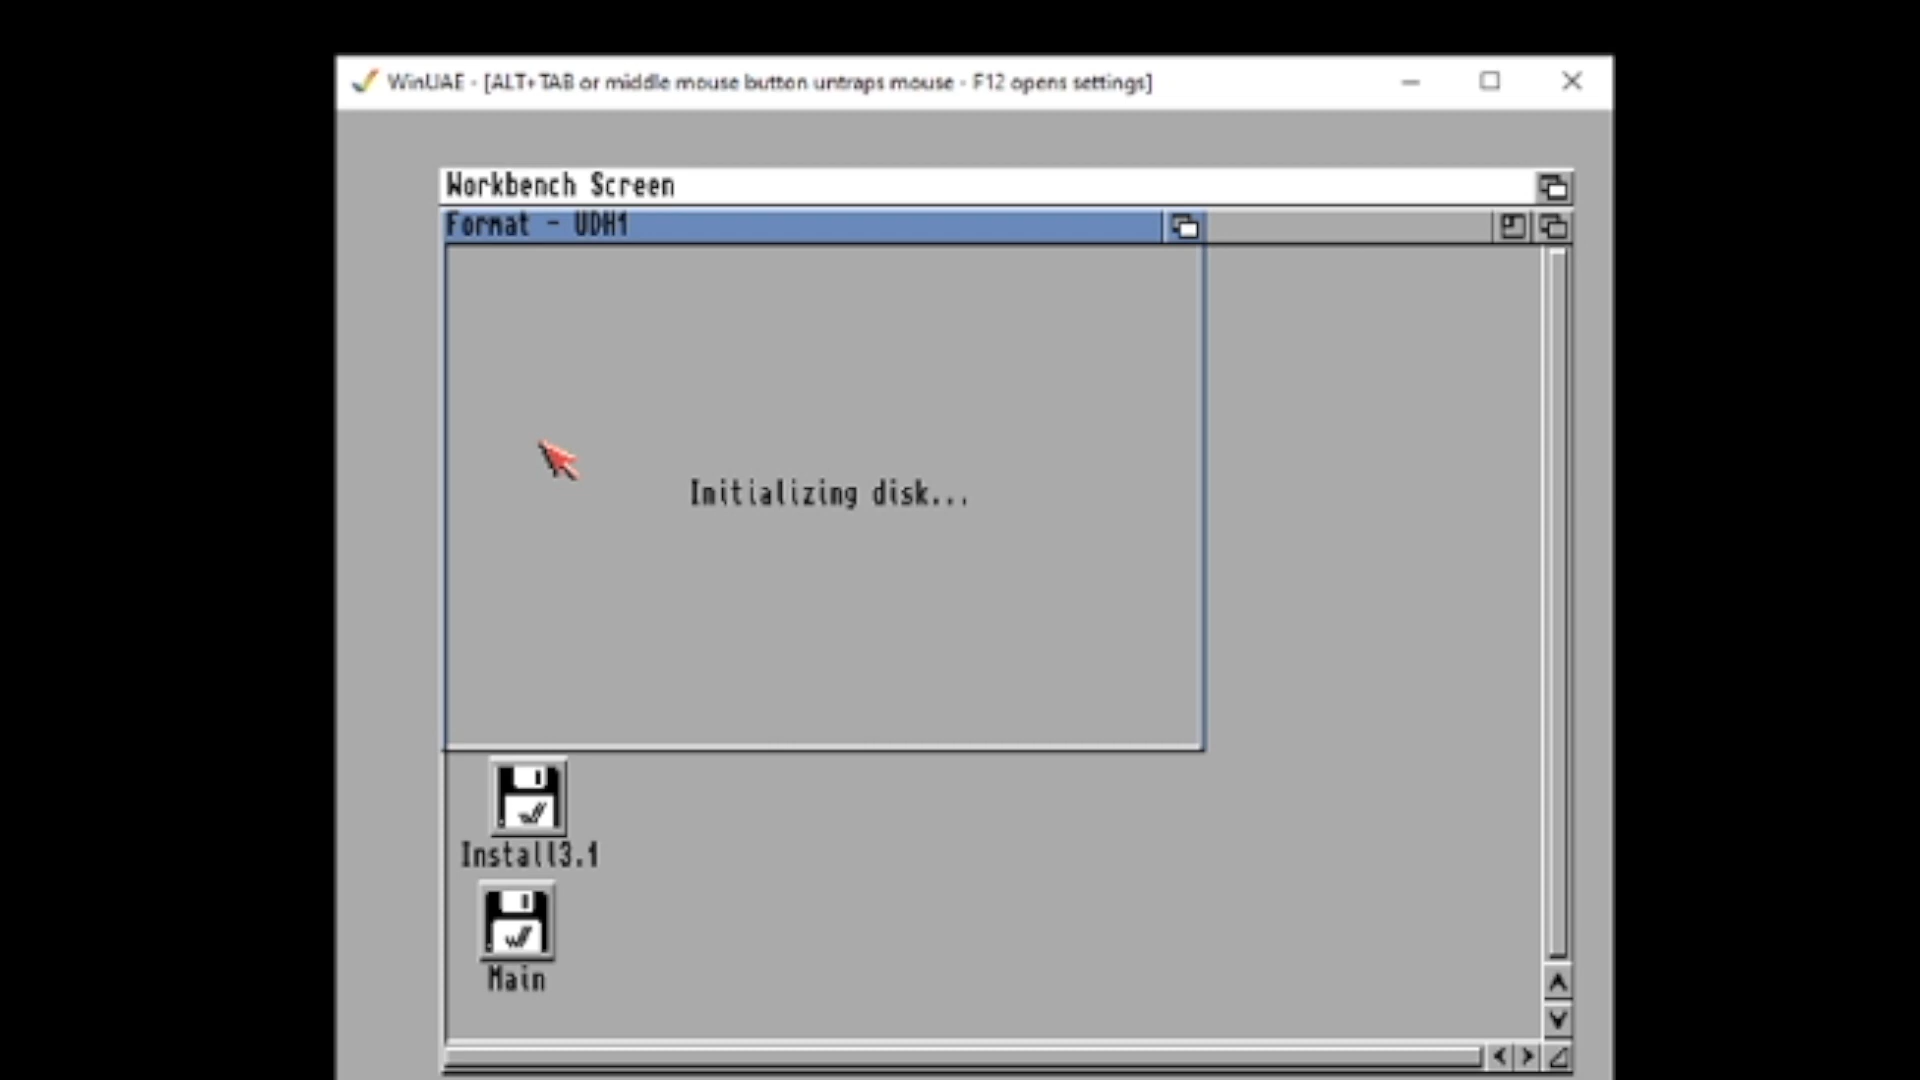 WinUAE - [ALT+TAB or middle mouse button untraps mouse - F12 opens settings]
Workbench Screen
Format - UDH1
Initializing disk...
Install3.1
Main